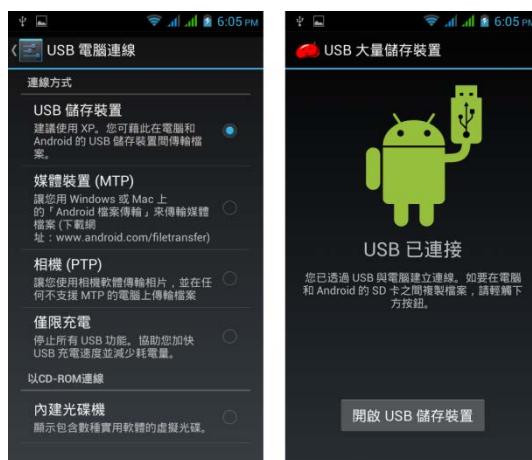 6:05 PM
USB 電腦連線
連線方式
USB 儲存裝置
建議使用 XP。您可藉此在電腦和
Android 的 USB 儲存裝置間傳輸檔
案。
媒體裝置 (MTP)
讓您用 Windows 或 Mac 上
的「Android 檔案傳輸」來傳輸媒體
檔案 (下載網
址：www.android.com/filetransfer)
相機 (PTP)
讓您使用相機軟體傳輸相片，並在任
何不支援 MTP 的電腦上傳輸檔案
僅限充電
停止所有 USB 功能。協助您加快
USB 充電速度並減少耗電量。
以CD-ROM連線
內建光碟機
顯示包含數種實用軟體的虛擬光碟。
6:05 PM
USB 大量儲存裝置
USB 已連接
您已透過 USB 與電腦建立連線。如要在電腦
和 Android 的 SD 卡之間複製檔案，請輕觸下
方按鈕。
開啟 USB 儲存裝置